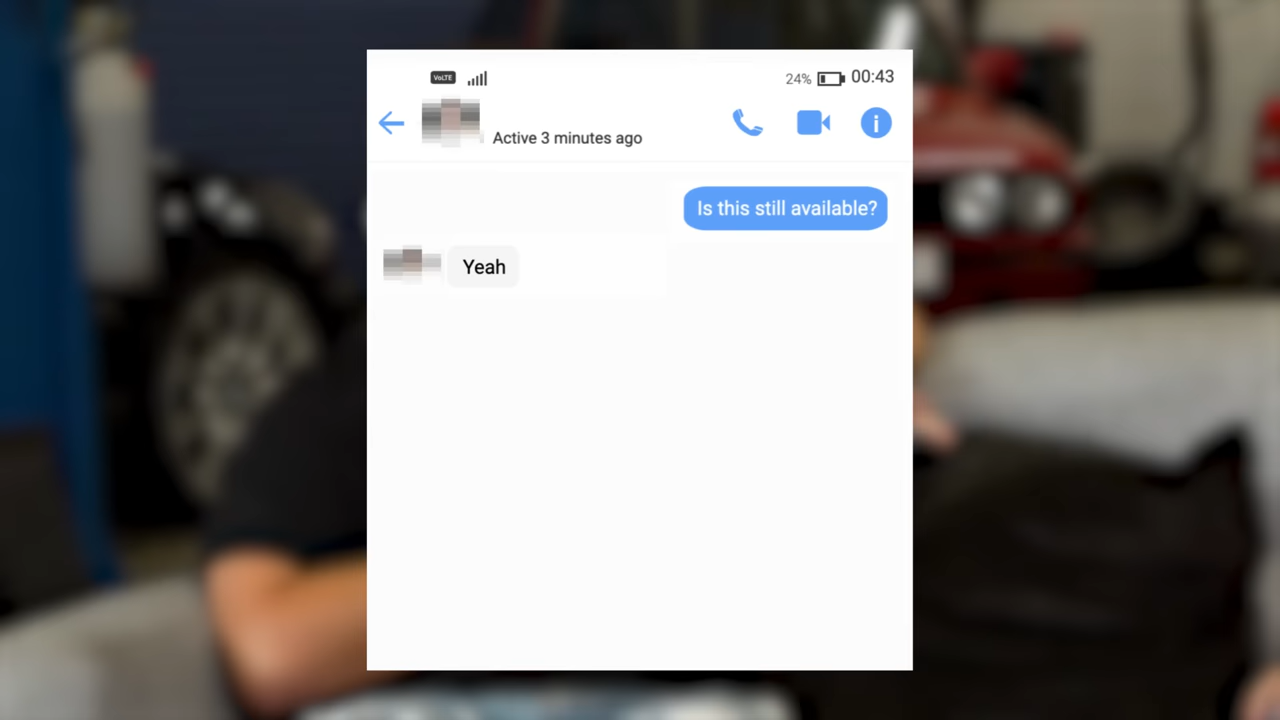 VoLTE
24%
00:43
Active 3 minutes ago
Is this still available?
Yeah